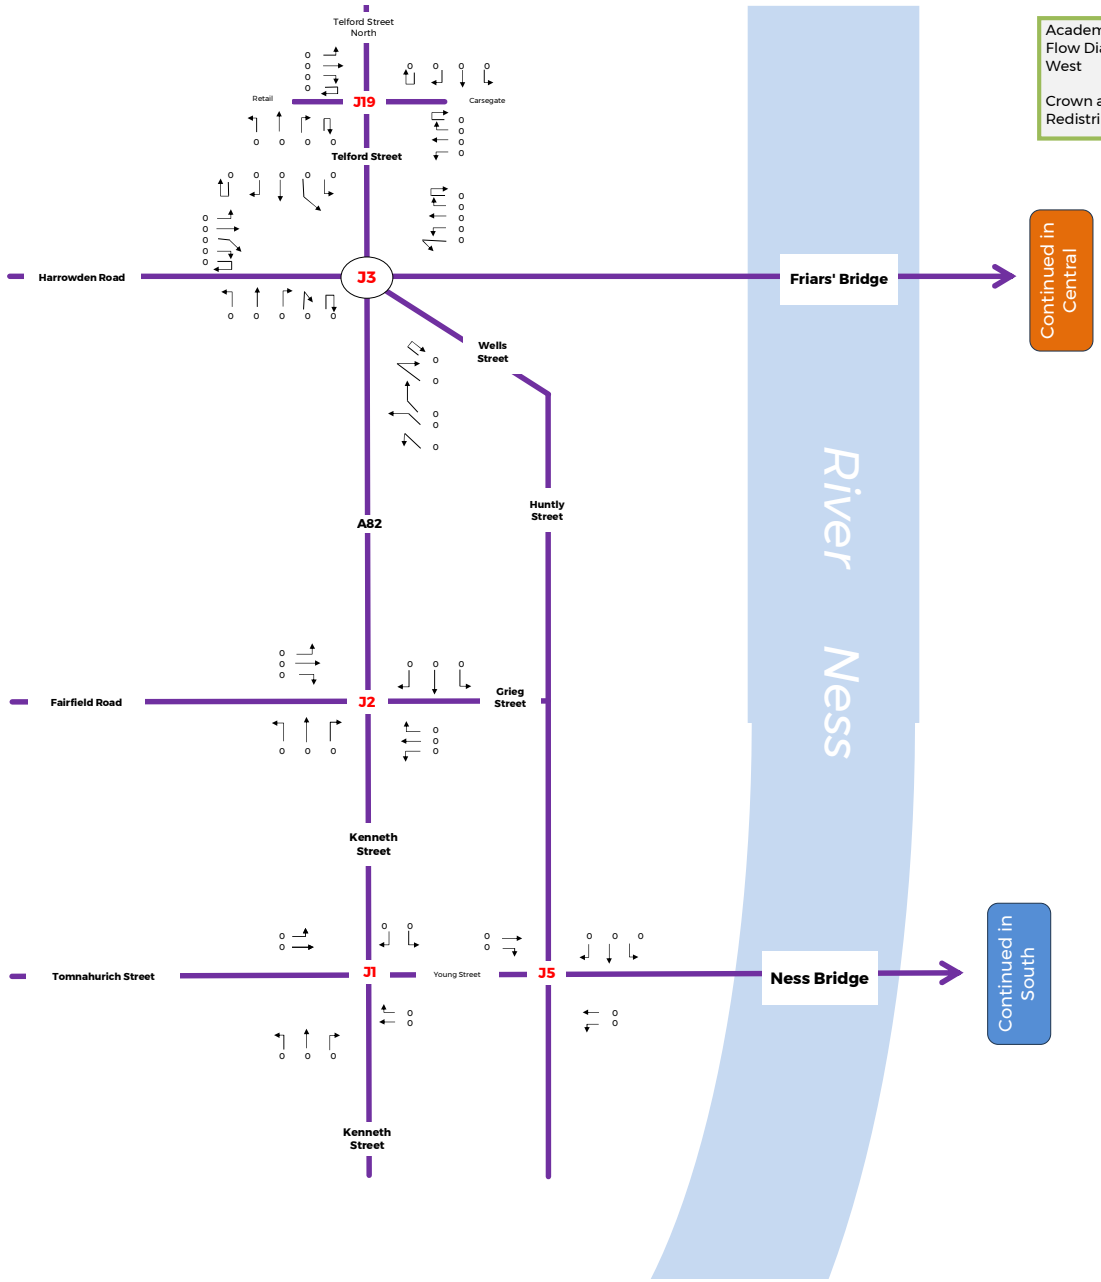 Telford Street
North
Academ
Flow Dia
West
Crown a
Redistri
o
o
o
o
o o o o
Retail
J19
Carsegate
o
o
o
o
o o o o
Telford Street
o o o o o
o
o
o
o
o
o
o
o
o
o
Harrowden Road
J3
Friars' Bridge
Continued in
Central
o o o o o
Wells
Street
o
o
o
o
o
River Ness
Huntly
Street
A82
o
o
o
o o o
Fairfield Road
J2
Grieg
Street
o o o
o
o
o
Kenneth
Street
o
o
o o
o
o
o o o
Tomnahurich Street
J1
Young Street
J5
Ness Bridge
Continued in
South
o
o
o
o
o o o
Kenneth
Street